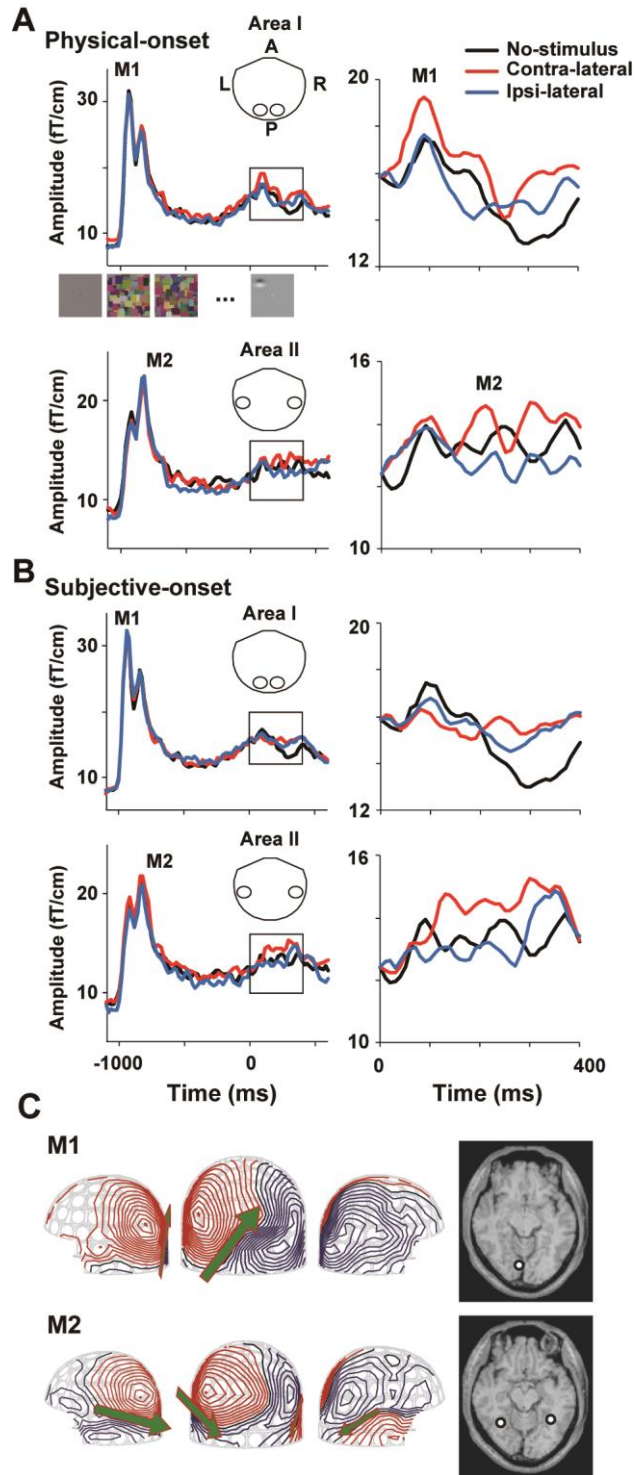 A
Physical-onset
Area I
A
L
R
P
M1
Amplitude (fT/cm)
30
10
No-stimulus
Contra-lateral
Ipsi-lateral
20
M1
12
...
Area II
M2
Amplitude (fT/cm)
20
10
16
M2
10
B
Subjective-onset
Area I
M1
Amplitude (fT/cm)
30
10
20
12
Area II
M2
Amplitude (fT/cm)
20
10
-1000
0
Time (ms)
16
10
0
400
Time (ms)
C
M1
M2